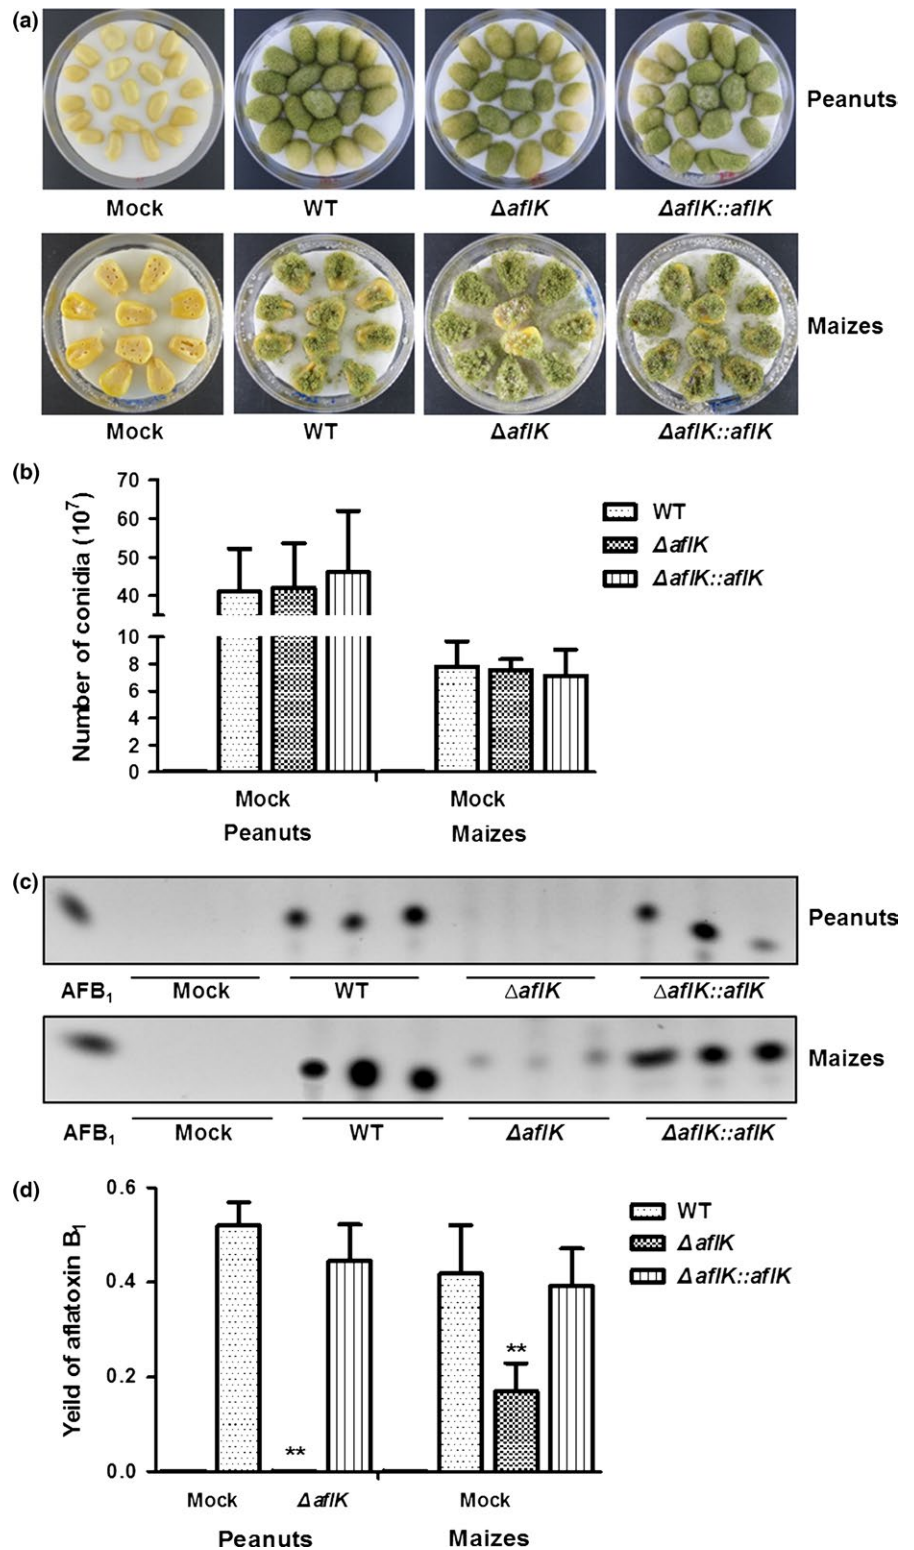 (a)
Peanuts
Mock WT ΔaflK ΔaflK::aflK
Maizes
Mock WT ΔaflK ΔaflK::aflK
(b)
Number of conidia (10⁷)
70
60
50
40
10
8
6
4
2
0
WT
ΔaflK
ΔaflK::aflK
Mock Mock
Peanuts Maizes
(c)
Peanuts
AFB₁ Mock WT ΔaflK ΔaflK::aflK
Maizes
AFB₁ Mock WT ΔaflK ΔaflK::aflK
(d)
Yeild of aflatoxin B₁
0.6
0.4
0.2
0.0
WT
ΔaflK
ΔaflK::aflK
**
**
Mock ΔaflK Mock
Peanuts Maizes